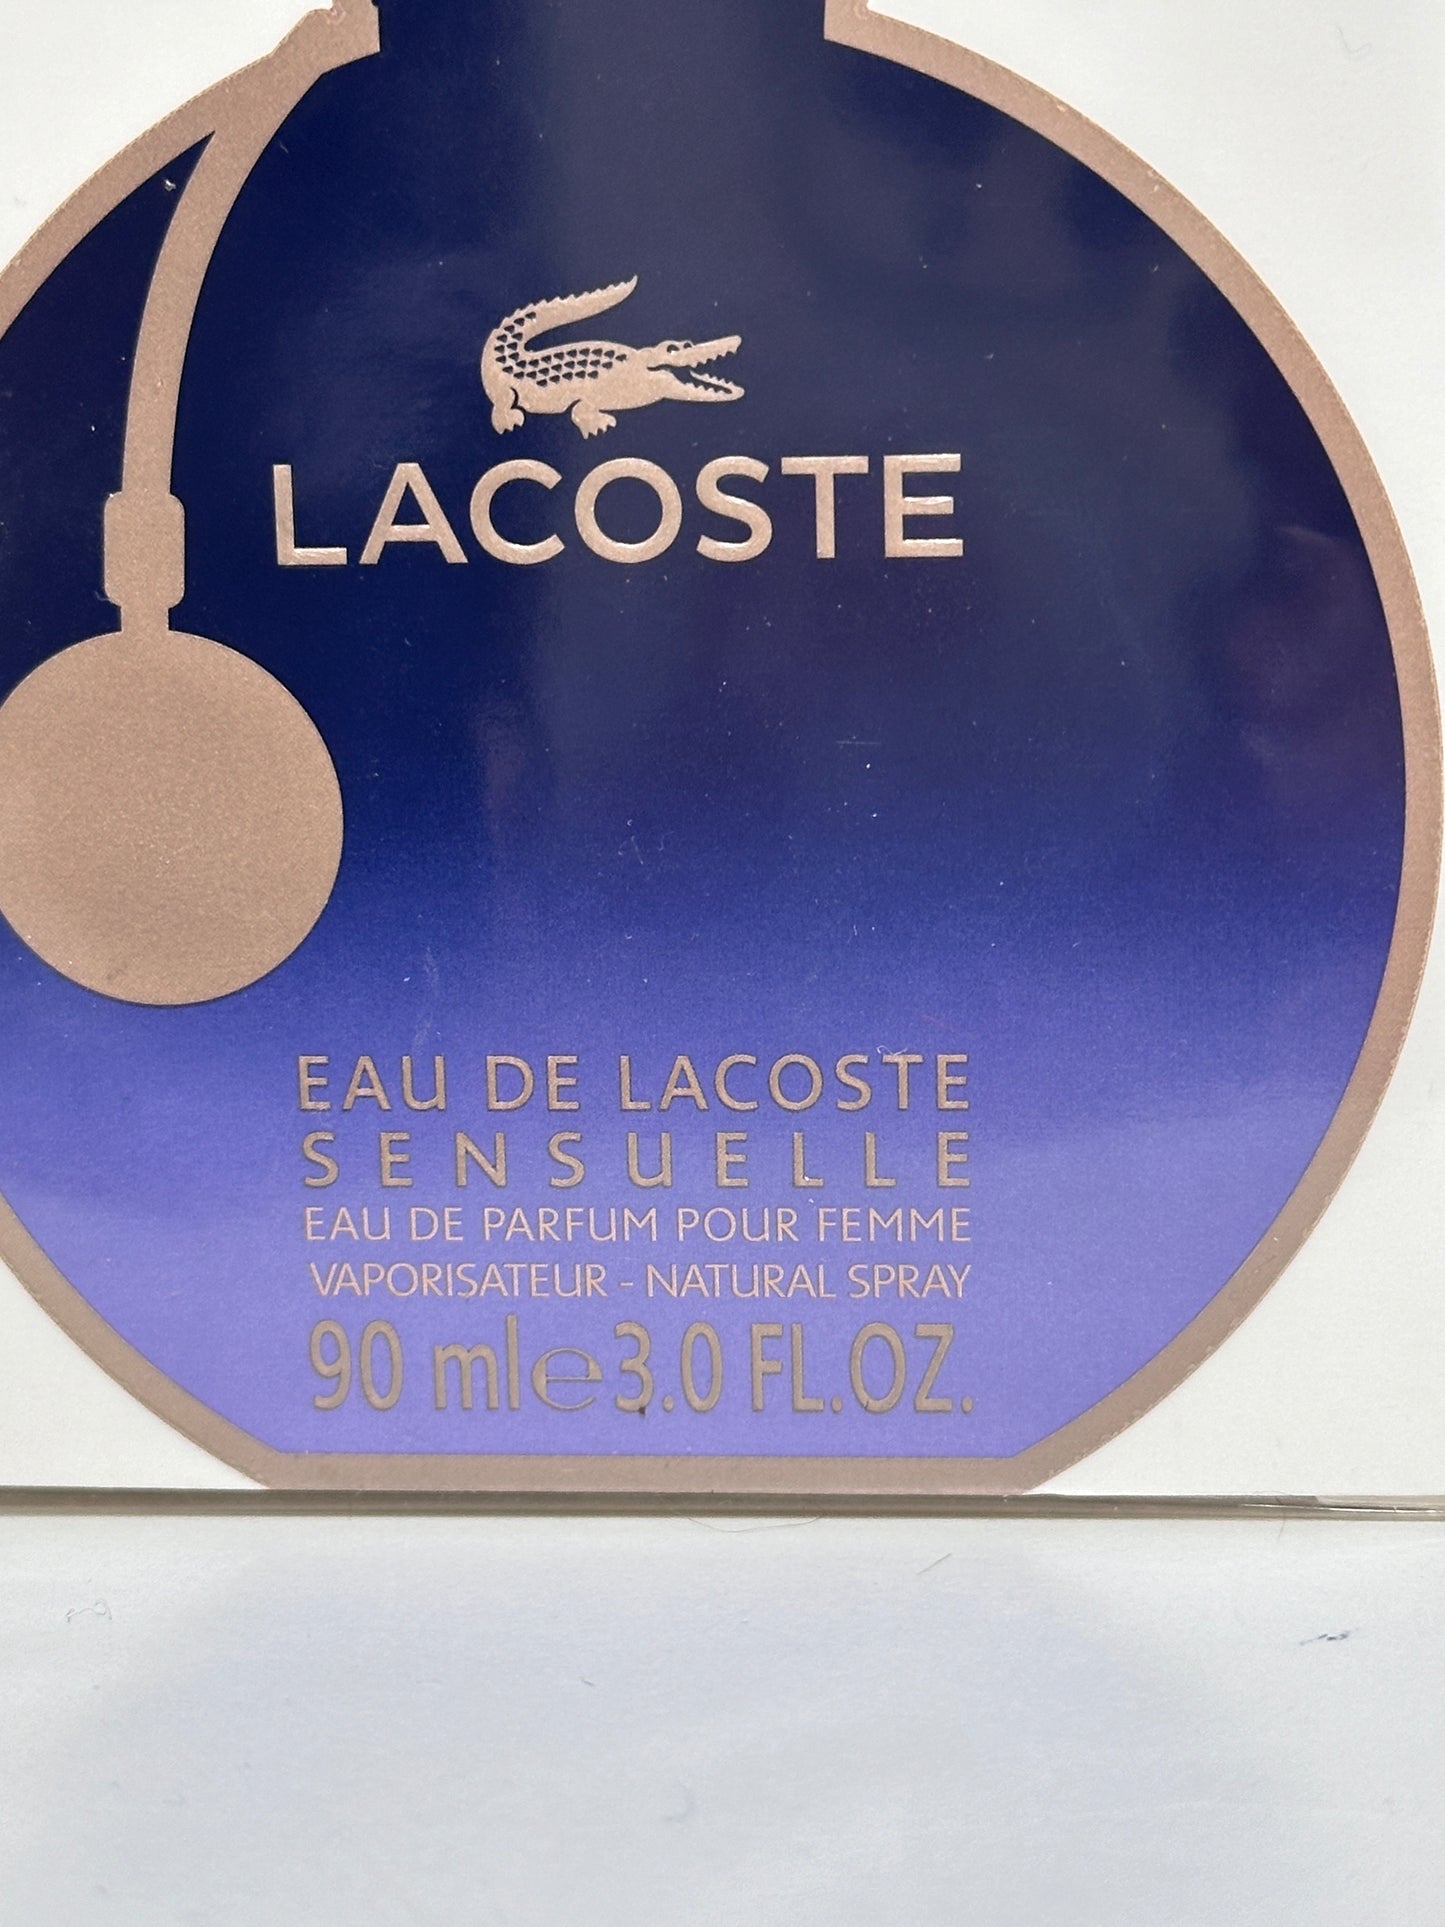 LACOSTE
EAU DE LACOSTE
SENSUELLE
EAU DE PARFUM POUR FEMME
VAPORISATEUR - NATURAL SPRAY
90 ml ℮ 3.0 FL.OZ.